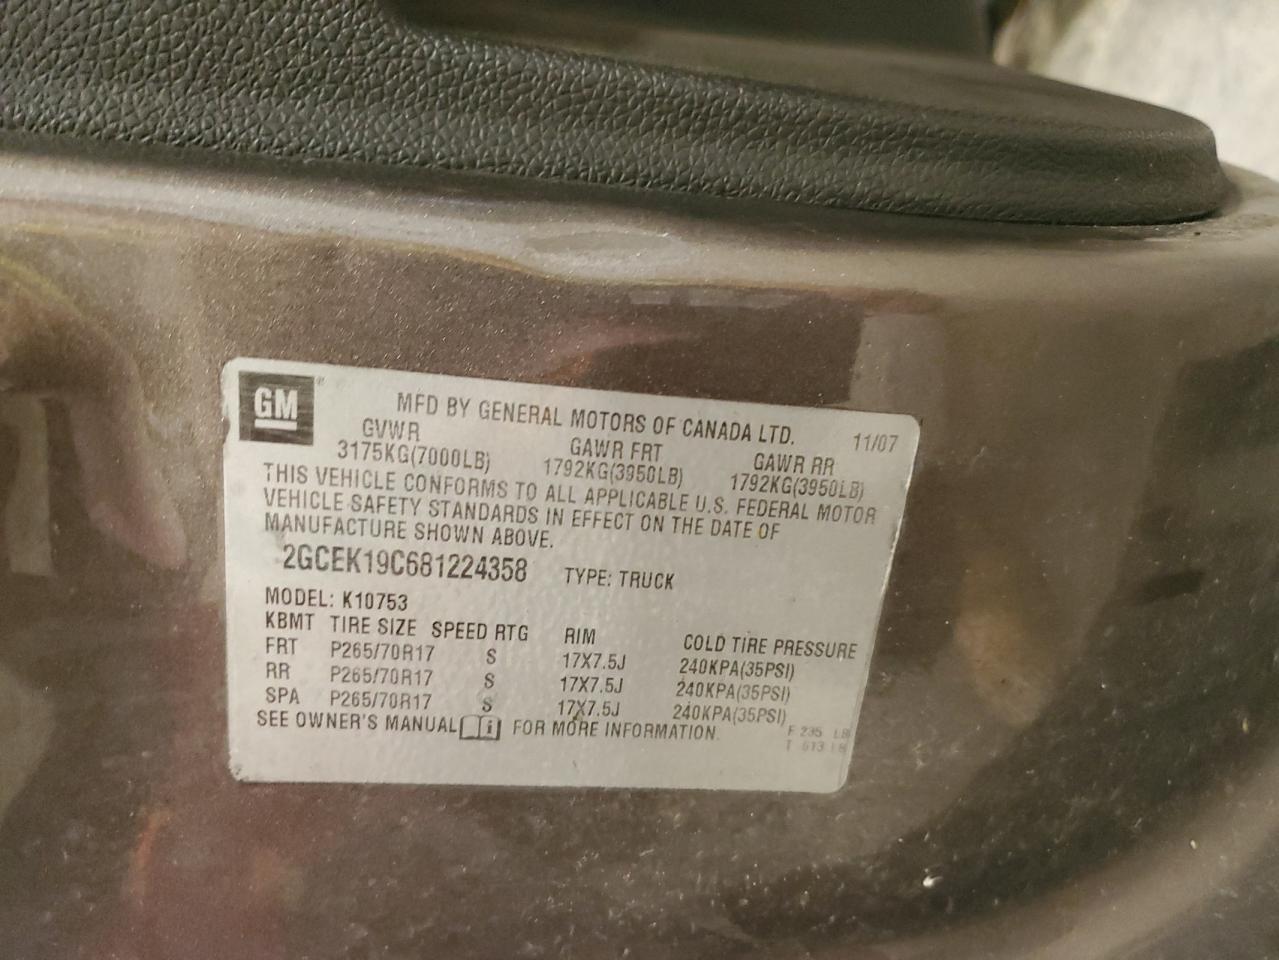 GM
MFD BY GENERAL MOTORS OF CANADA LTD. 11/07
GVWR GAWR FRT GAWR RR
3175KG(7000LB) 1792KG(3950LB) 1792KG(3950LB)
THIS VEHICLE CONFORMS TO ALL APPLICABLE U.S. FEDERAL MOTOR
VEHICLE SAFETY STANDARDS IN EFFECT ON THE DATE OF
MANUFACTURE SHOWN ABOVE.
2GCEK19C681224358 TYPE: TRUCK
MODEL: K10753
KBMT TIRE SIZE SPEED RTG RIM COLD TIRE PRESSURE
FRT P265/70R17 S 17X7.5J 240KPA(35PSI)
RR P265/70R17 S 17X7.5J 240KPA(35PSI)
SPA P265/70R17 S 17X7.5J 240KPA(35PSI)
SEE OWNER'S MANUAL i FOR MORE INFORMATION.
F 235 LB
T 613 LB